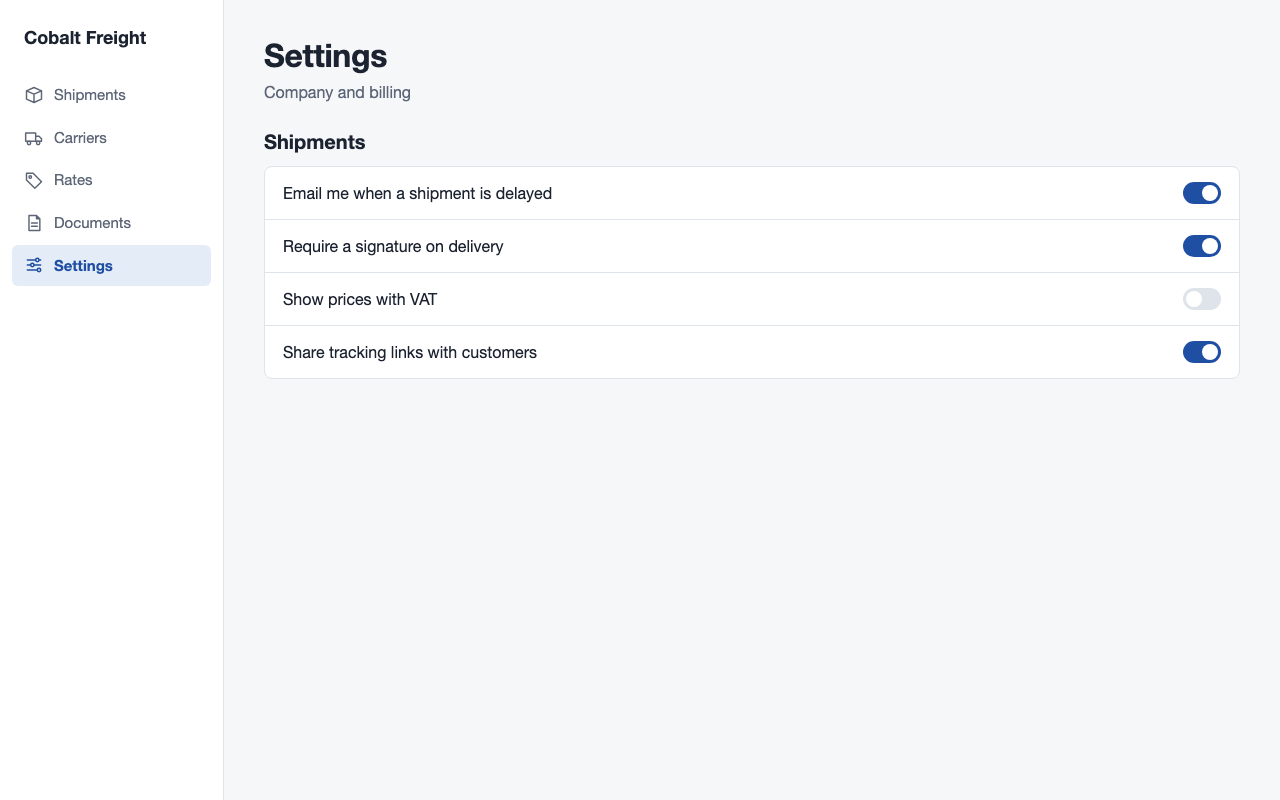 Cobalt Freight
Shipments
Carriers
Rates
Documents
Settings
Settings
Company and billing
Shipments
Email me when a shipment is delayed
Require a signature on delivery
Show prices with VAT
Share tracking links with customers